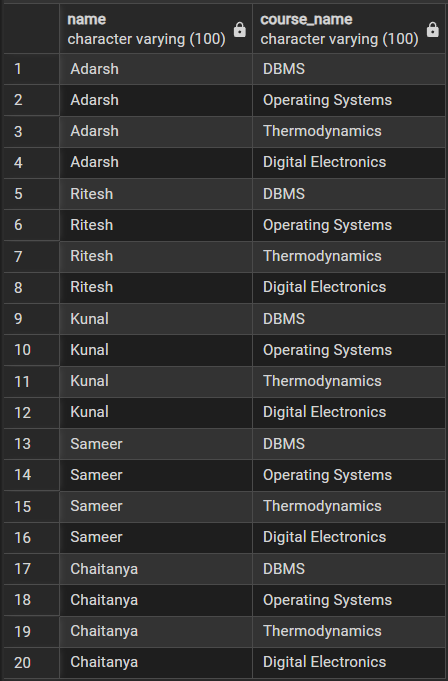 name course_name
character varying (100) character varying (100)
1 Adarsh DBMS
2 Adarsh Operating Systems
3 Adarsh Thermodynamics
4 Adarsh Digital Electronics
5 Ritesh DBMS
6 Ritesh Operating Systems
7 Ritesh Thermodynamics
8 Ritesh Digital Electronics
9 Kunal DBMS
10 Kunal Operating Systems
11 Kunal Thermodynamics
12 Kunal Digital Electronics
13 Sameer DBMS
14 Sameer Operating Systems
15 Sameer Thermodynamics
16 Sameer Digital Electronics
17 Chaitanya DBMS
18 Chaitanya Operating Systems
19 Chaitanya Thermodynamics
20 Chaitanya Digital Electronics